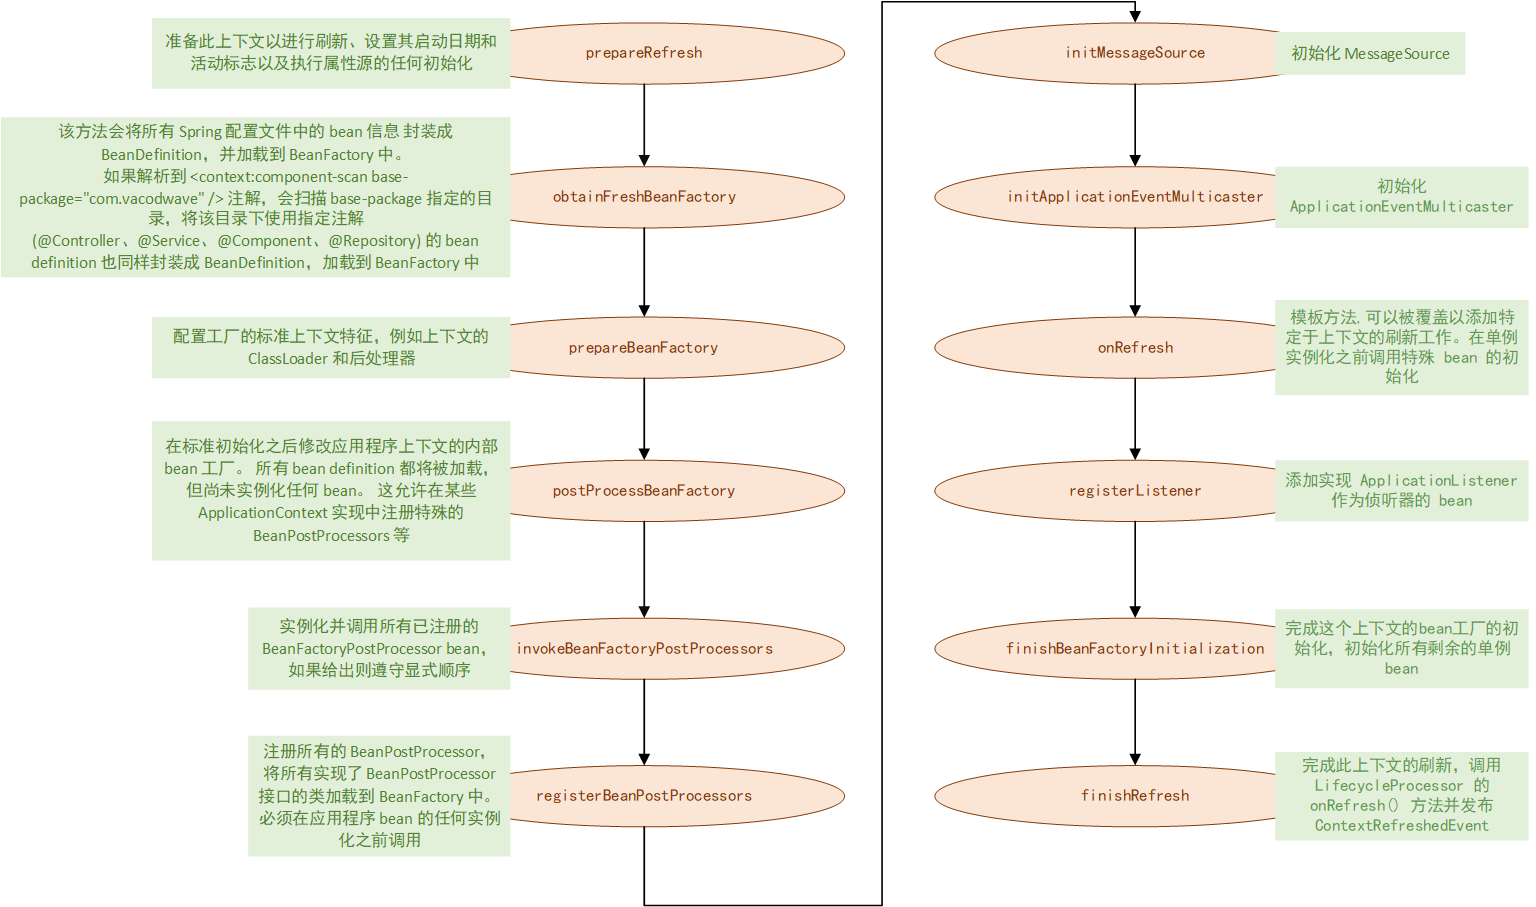 准备此上下文以进行刷新、设置其启动日期和
活动标志以及执行属性源的任何初始化
prepareRefresh
该方法会将所有 Spring 配置文件中的 bean 信息 封装成
BeanDefinition，并加载到 BeanFactory 中。
如果解析到 <context:component-scan base-
package="com.vacodwave" /> 注解，会扫描 base-package 指定的目
录，将该目录下使用指定注解
(@Controller、@Service、@Component、@Repository) 的 bean
definition 也同样封装成 BeanDefinition，加载到 BeanFactory 中
obtainFreshBeanFactory
配置工厂的标准上下文特征，例如上下文的
ClassLoader 和后处理器
prepareBeanFactory
在标准初始化之后修改应用程序上下文的内部
bean 工厂。 所有 bean definition 都将被加载，
但尚未实例化任何 bean。 这允许在某些
ApplicationContext 实现中注册特殊的
BeanPostProcessors 等
postProcessBeanFactory
实例化并调用所有已注册的
BeanFactoryPostProcessor bean，
如果给出则遵守显式顺序
invokeBeanFactoryPostProcessors
注册所有的 BeanPostProcessor，
将所有实现了 BeanPostProcessor
接口的类加载到 BeanFactory 中。
必须在应用程序 bean 的任何实例
化之前调用
registerBeanPostProcessors
initMessageSource
初始化 MessageSource
initApplicationEventMulticaster
初始化
ApplicationEventMulticaster
onRefresh
模板方法, 可以被覆盖以添加特
定于上下文的刷新工作。在单例
实例化之前调用特殊 bean 的初
始化
registerListener
添加实现 ApplicationListener
作为侦听器的 bean
finishBeanFactoryInitialization
完成这个上下文的bean工厂的初
始化，初始化所有剩余的单例
bean
finishRefresh
完成此上下文的刷新，调用
LifecycleProcessor 的
onRefresh() 方法并发布
ContextRefreshedEvent